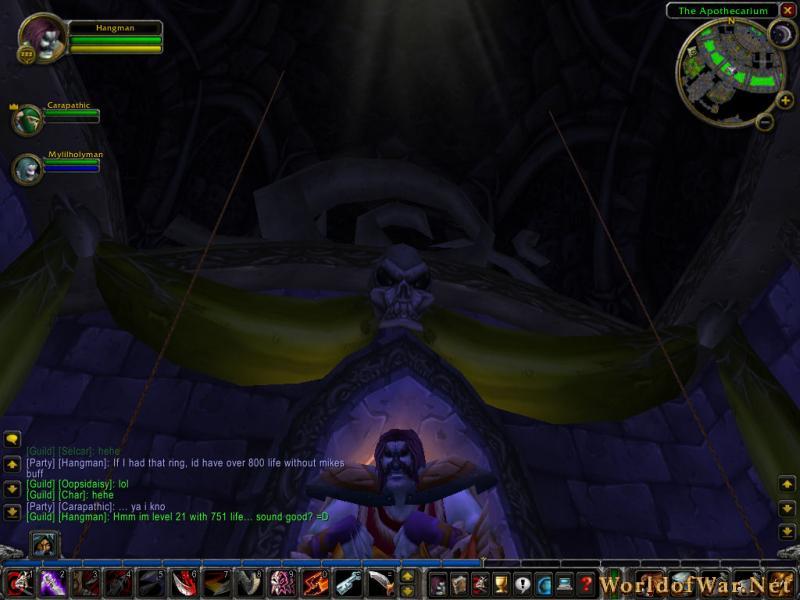 Hangman
The Apothecarium
N
Carapathic
Mylilholyman
[Guild] [Selcar]: hehe
[Party] [Hangman]: If I had that ring, id have over 800 life without mikes
buff
[Guild] [Oopsidaisy]: lol
[Guild] [Char]: hehe
[Party] [Carapathic]: ... ya i kno
[Guild] [Hangman]: Hmm im level 21 with 751 life... sound good? =D
WorldofWar.Net